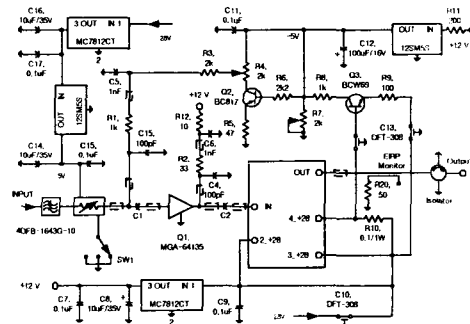 C16,
10uF/35V
3 OUT IN 1
MC7812CT
2
28V
C17,
0,1uF
OUT IN
12SM5S
C14,
10uF/35V
C15,
0,1uF
9V
INPUT
4DFB-1643G-10
SW1
C5,
1nF
R1,
1k
C15,
100pF
C1
Q1,
MGA-64135
R3,
2k
+12 V
R12,
10
C6,
1nF
R2,
33
C4,
100pF
C2
C11,
0,1uF
R4,
2k
Q2,
BC817
R5,
47
R6,
2k2
+5V
R7,
2k
R8,
1k
C12,
100uF/16V
Q3,
BCW69
R9,
100
OUT IN
12SM5S
R11
200
+12 V
C13,
DFT-308
EIRP
Monitor
Output
Isolator
R20,
50
OUT
IN
4, +28
2, +28
3, +28
R10,
0,1/1W
+12 V
C7,
0,1uF
C8,
10uF/35V
3 OUT IN 1
MC7812CT
2
C9,
0,1uF
C10,
DFT-308
28V